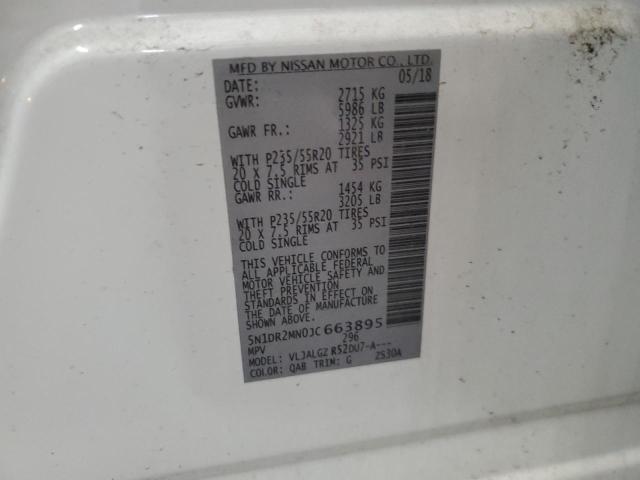 MFD BY NISSAN MOTOR CO., LTD.
DATE: 05/18
GVWR: 2715 KG
5986 LB
GAWR FR.: 1325 KG
2921 LB
WITH P235/55R20 TIRES
20 X 7.5 RIMS AT 35 PSI
COLD SINGLE
GAWR RR.: 1454 KG
3205 LB
WITH P235/55R20 TIRES
20 X 7.5 RIMS AT 35 PSI
COLD SINGLE
THIS VEHICLE CONFORMS TO
ALL APPLICABLE FEDERAL
MOTOR VEHICLE SAFETY AND
THEFT PREVENTION
STANDARDS IN EFFECT ON
THE DATE OF MANUFACTURE
SHOWN ABOVE.
5N1DR2MN0JC663895
MPV 296
MODEL: VLJALGZ R52DU7-A---
COLOR: QAB TRIM: G 2S30A